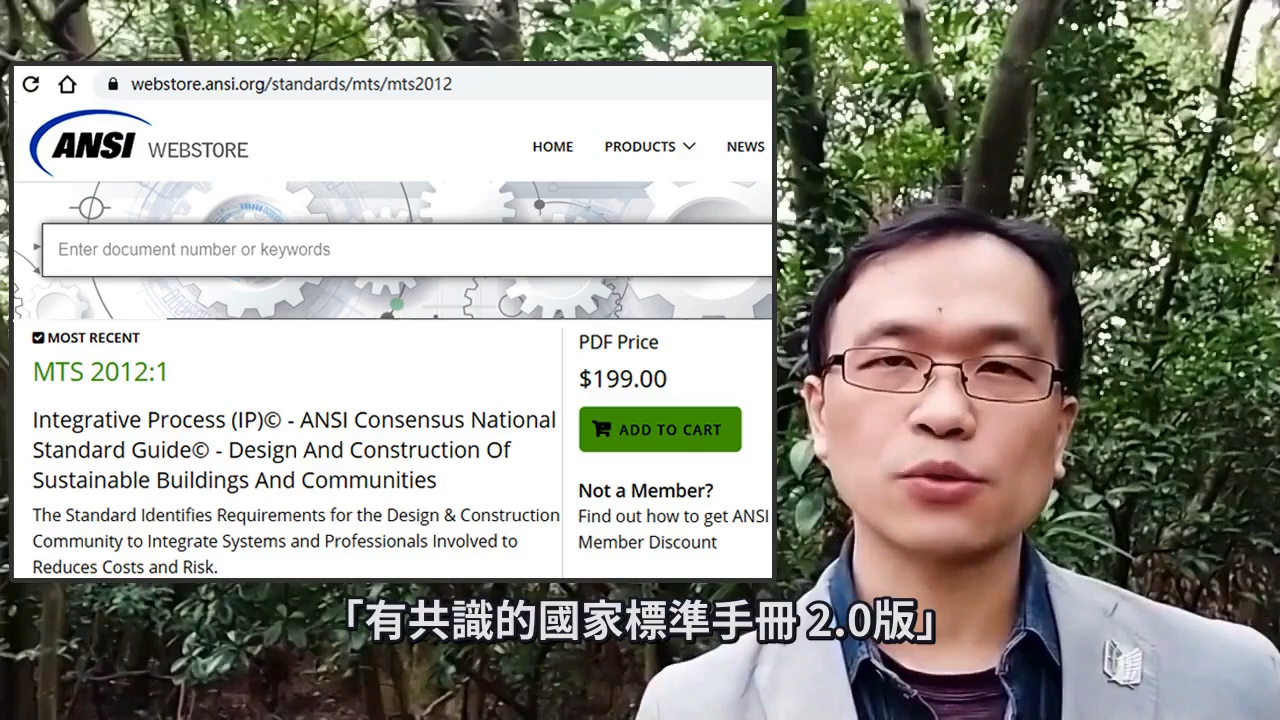 webstore.ansi.org/standards/mts/mts2012
ANSI WEBSTORE
HOME PRODUCTS NEWS
Enter document number or keywords
MOST RECENT
MTS 2012:1
Integrative Process (IP)© - ANSI Consensus National
Standard Guide© - Design And Construction Of
Sustainable Buildings And Communities
The Standard Identifies Requirements for the Design & Construction
Community to Integrate Systems and Professionals Involved to
Reduces Costs and Risk.
PDF Price
$199.00
ADD TO CART
Not a Member?
Find out how to get ANSI
Member Discount
「有共識的國家標準手冊 2.0版」